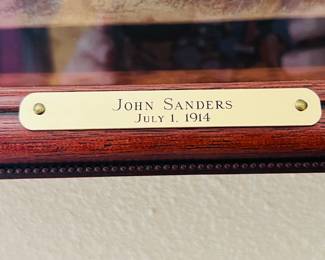 John Sanders
July 1, 1914